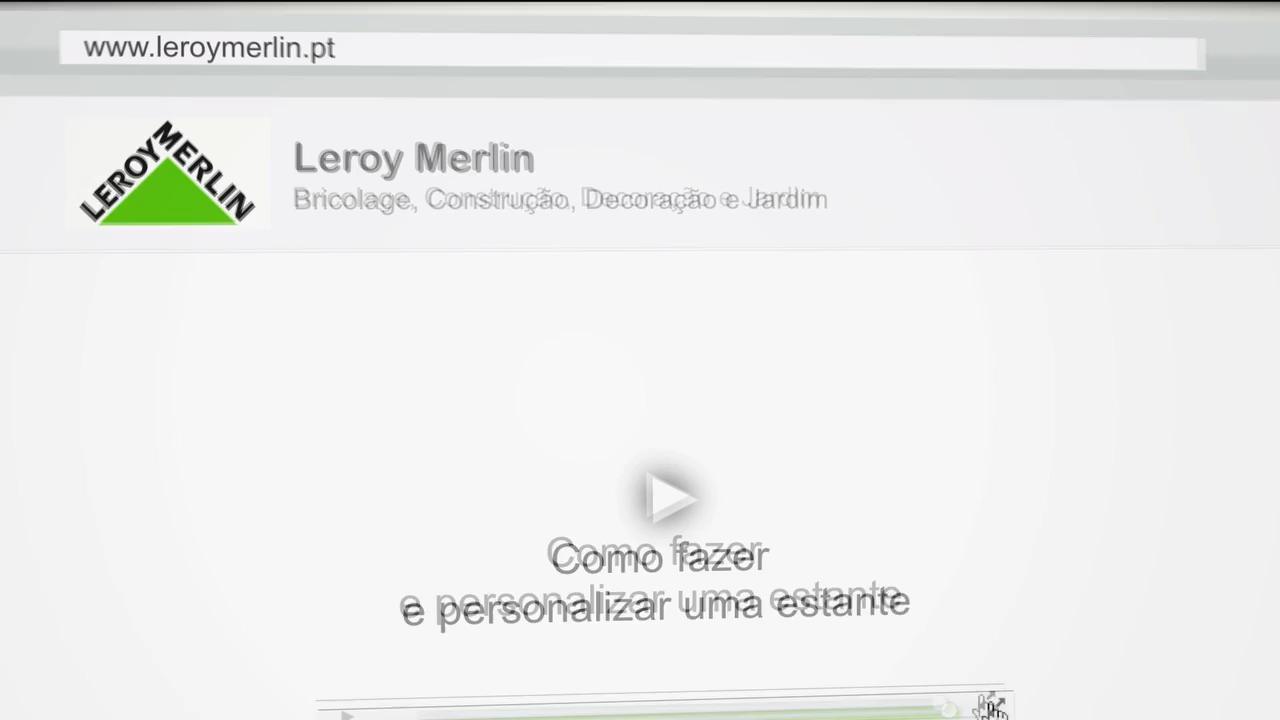 www.leroymerlin.pt
LEROY MERLIN
Leroy Merlin
Bricolage, Construção, Decoração e Jardim
Como fazer
e personalizar uma estante